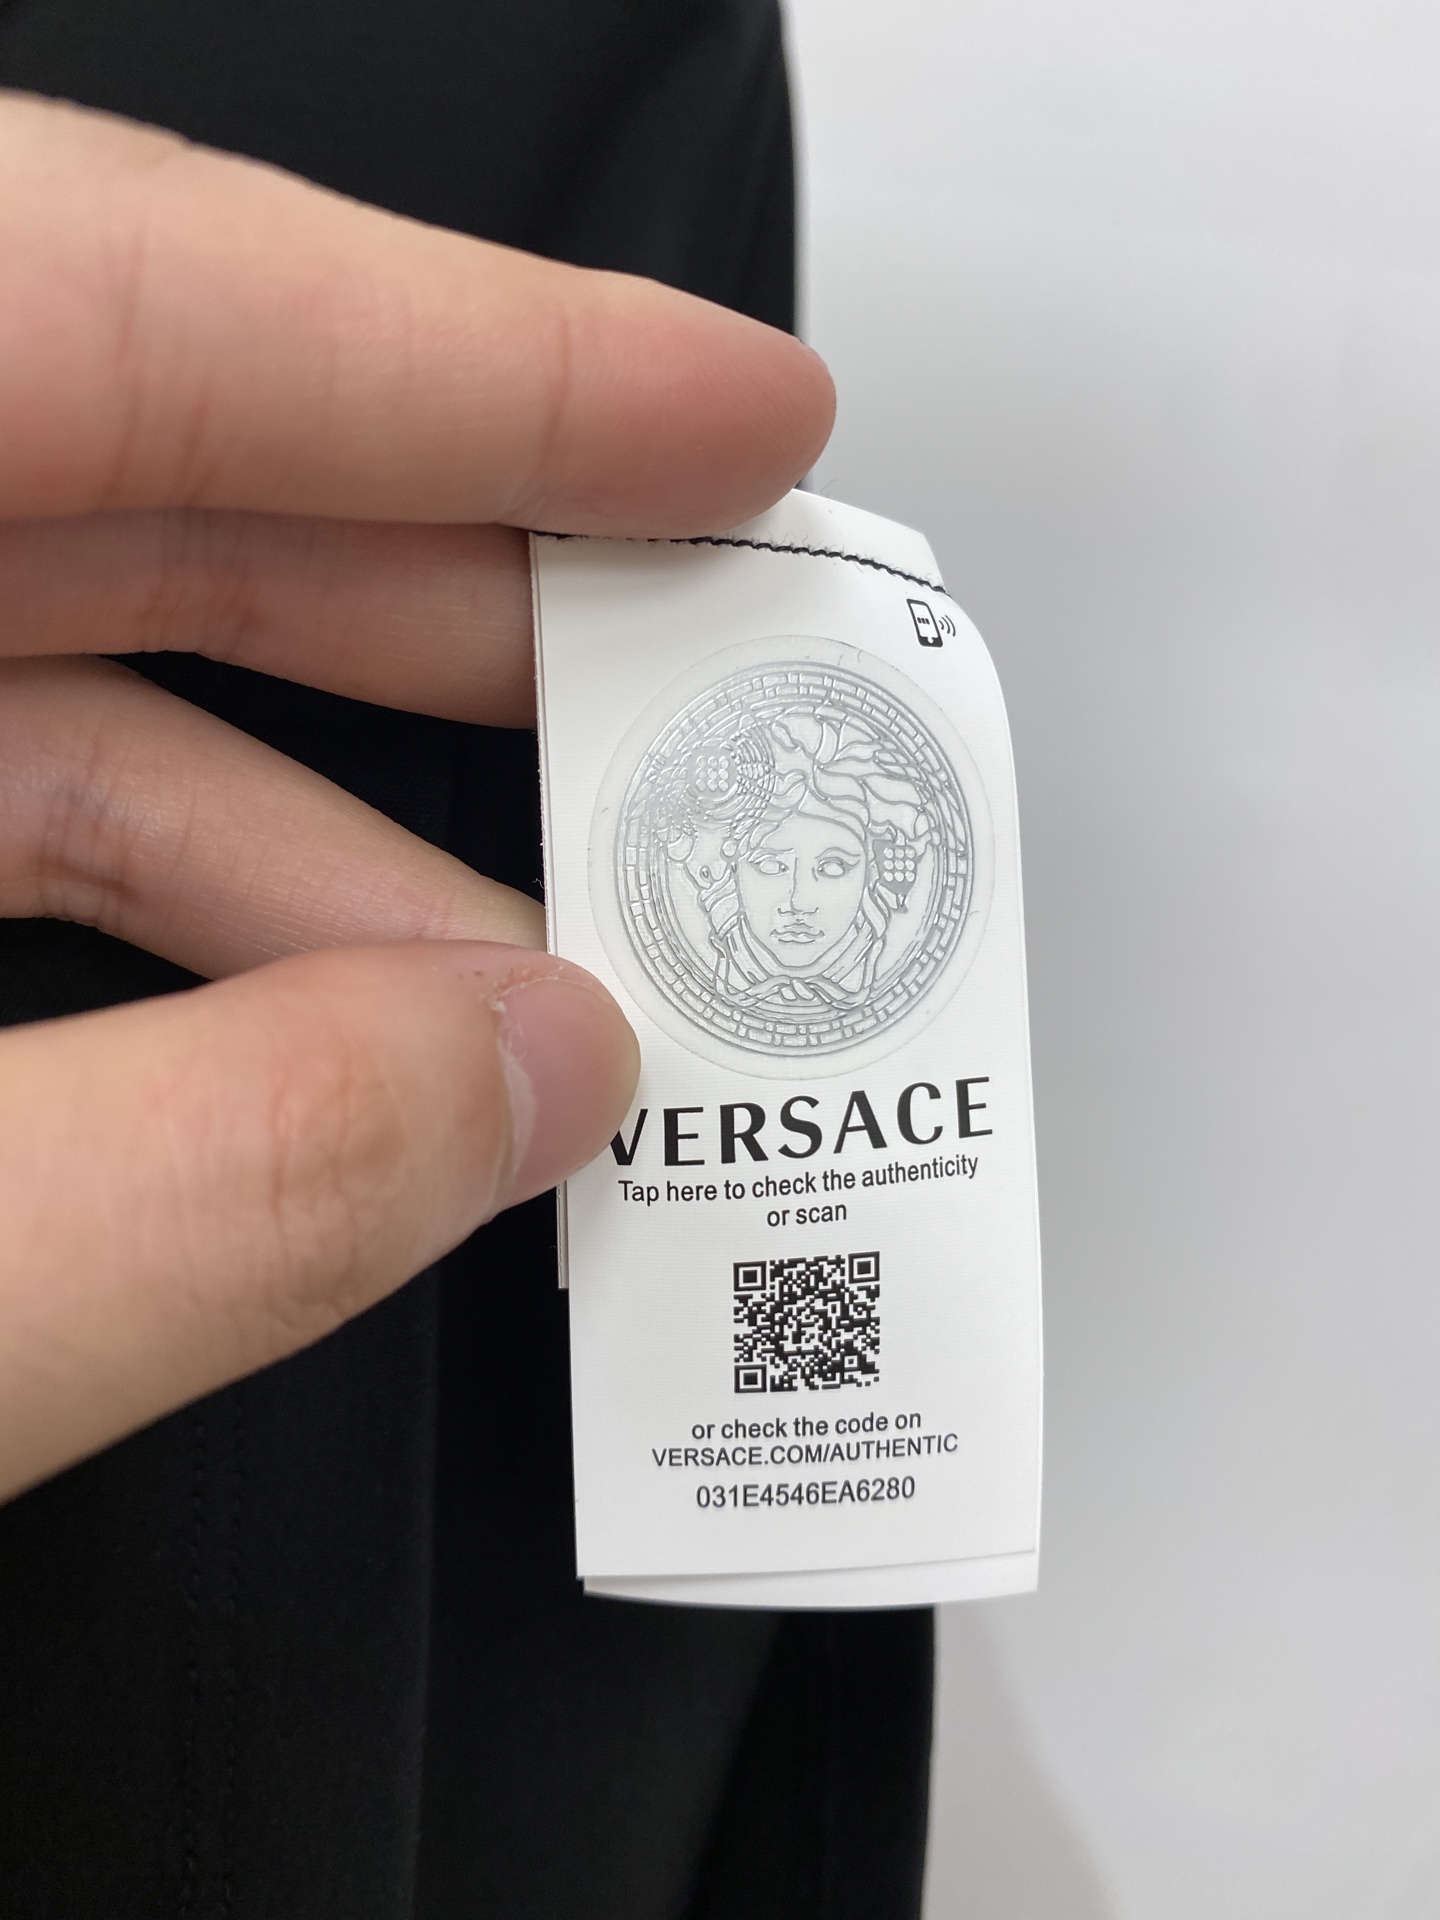 VERSACE
Tap here to check the authenticity
or scan
or check the code on
VERSACE.COM/AUTHENTIC
031E4546EA6280